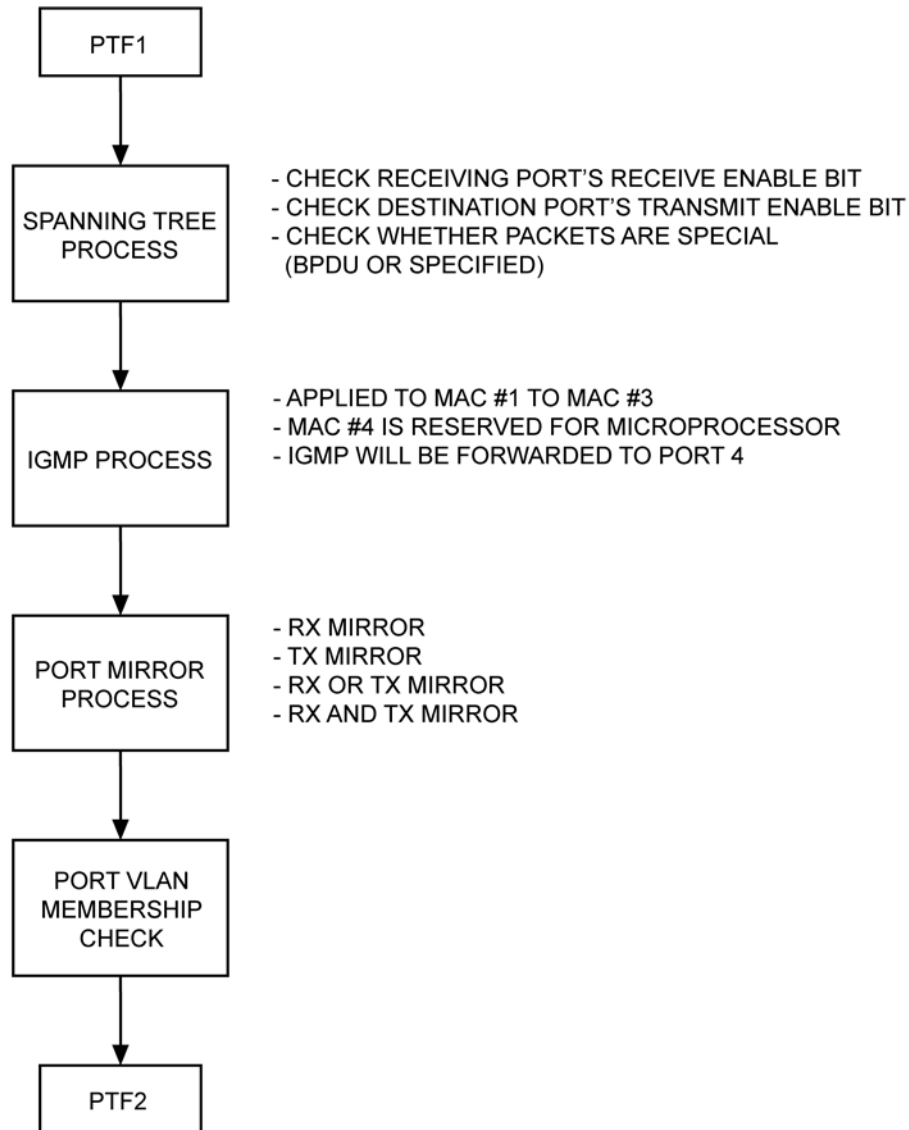 PTF1
SPANNING TREE
PROCESS
- CHECK RECEIVING PORT'S RECEIVE ENABLE BIT
- CHECK DESTINATION PORT'S TRANSMIT ENABLE BIT
- CHECK WHETHER PACKETS ARE SPECIAL
(BPDU OR SPECIFIED)
IGMP PROCESS
- APPLIED TO MAC #1 TO MAC #3
- MAC #4 IS RESERVED FOR MICROPROCESSOR
- IGMP WILL BE FORWARDED TO PORT 4
PORT MIRROR
PROCESS
- RX MIRROR
- TX MIRROR
- RX OR TX MIRROR
- RX AND TX MIRROR
PORT VLAN
MEMBERSHIP
CHECK
PTF2